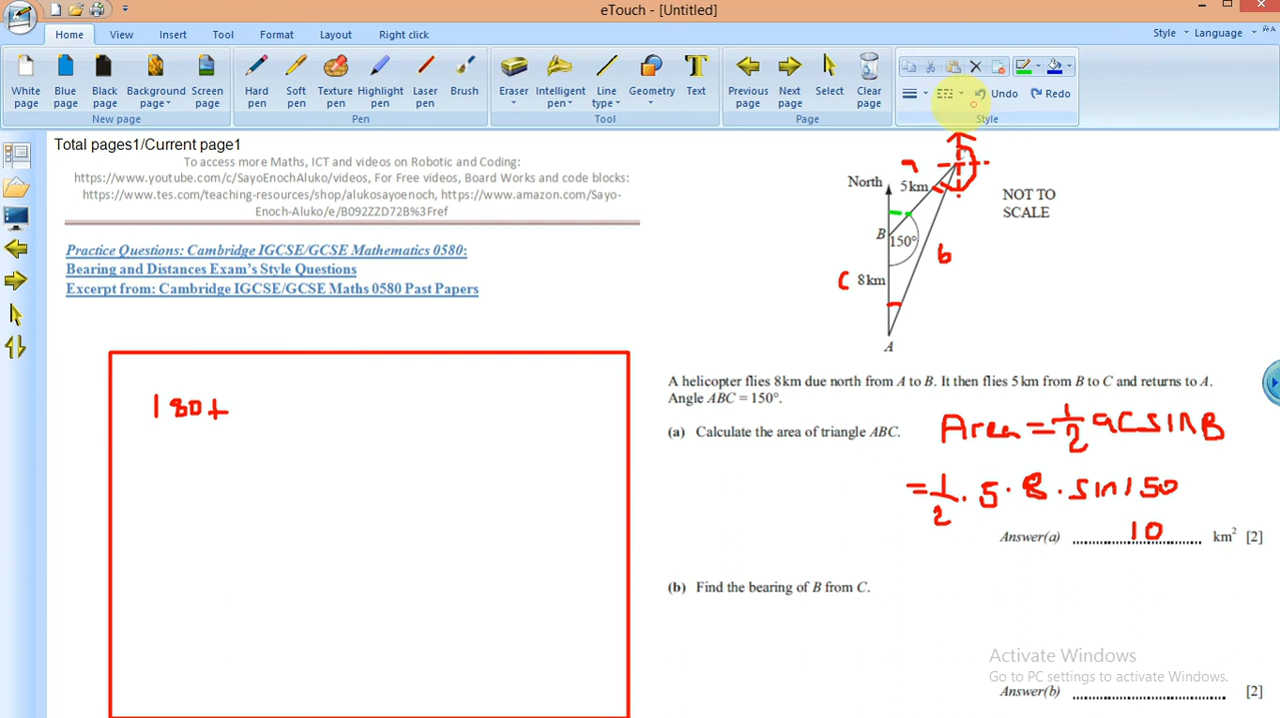 eTouch - [Untitled]
Home View Insert Tool Format Layout Right click
Style Language
Hard pen Soft pen Texture pen Highlight pen Laser pen Brush
White page Blue page Black page Background page Screen page
Eraser Intelligent pen Line type Geometry Text
Previous page Next page Select Clear page
Undo Redo
New page Pen Tool Page Style
Total pages1/Current page1
To access more Maths, ICT and videos on Robotic and Coding:
https://www.youtube.com/c/SayoEnochAluko/videos, For Free videos, Board Works and code blocks:
https://www.tes.com/teaching-resources/shop/alukosayoenoch, https://www.amazon.com/Sayo-
Enoch-Aluko/e/B092ZZD72B%3Fref
Practice Questions: Cambridge IGCSE/GCSE Mathematics 0580:
Bearing and Distances Exam's Style Questions
Excerpt from: Cambridge IGCSE/GCSE Maths 0580 Past Papers
180+
North
5km
NOT TO
SCALE
B
150°
b
C
8km
A
A helicopter flies 8km due north from A to B. It then flies 5km from B to C and returns to A.
Angle ABC = 150°.
(a) Calculate the area of triangle ABC.
Area = 1/2 acsinB
= 1/2 . 5 . 8 . sin150
10
Answer(a) ................................ km² [2]
(b) Find the bearing of B from C.
Activate Windows
Go to PC settings to activate Windows.
Answer(b) ...................................... [2]